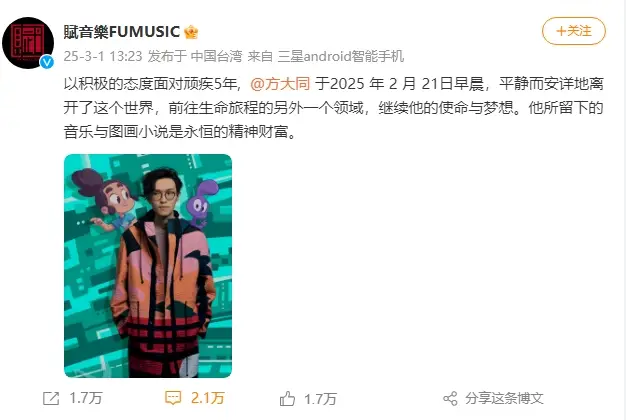 賦音樂FUMUSIC
+关注
25-3-1 13:23 发布于 中国台湾 来自 三星android智能手机
以积极的态度面对顽疾5年, @方大同 于2025 年 2 月 21日早晨，平静而安详地离
开了这个世界，前往生命旅程的另外一个领域，继续他的使命与梦想。他所留下的
音乐与图画小说是永恒的精神财富。
1.7万 2.1万 1.7万 分享这条博文